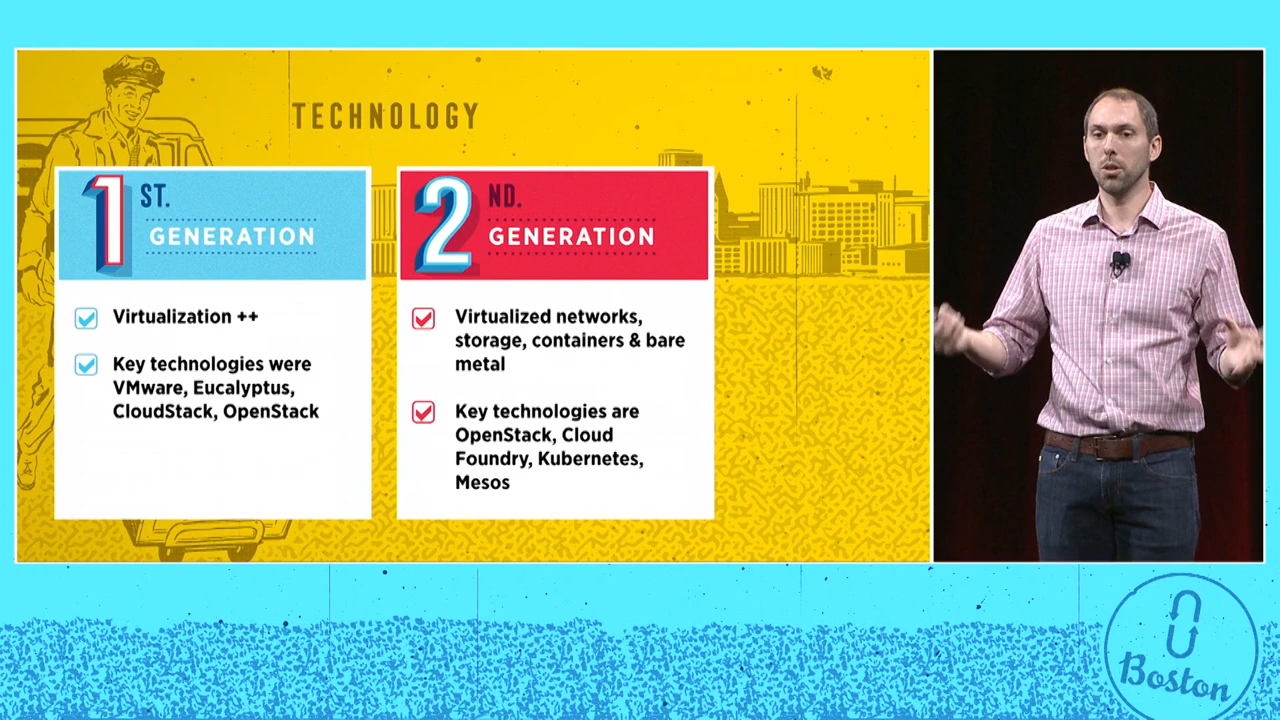 TECHNOLOGY
1 ST.
GENERATION
Virtualization ++
Key technologies were
VMware, Eucalyptus,
CloudStack, OpenStack
2 ND.
GENERATION
Virtualized networks,
storage, containers & bare
metal
Key technologies are
OpenStack, Cloud
Foundry, Kubernetes,
Mesos
Boston